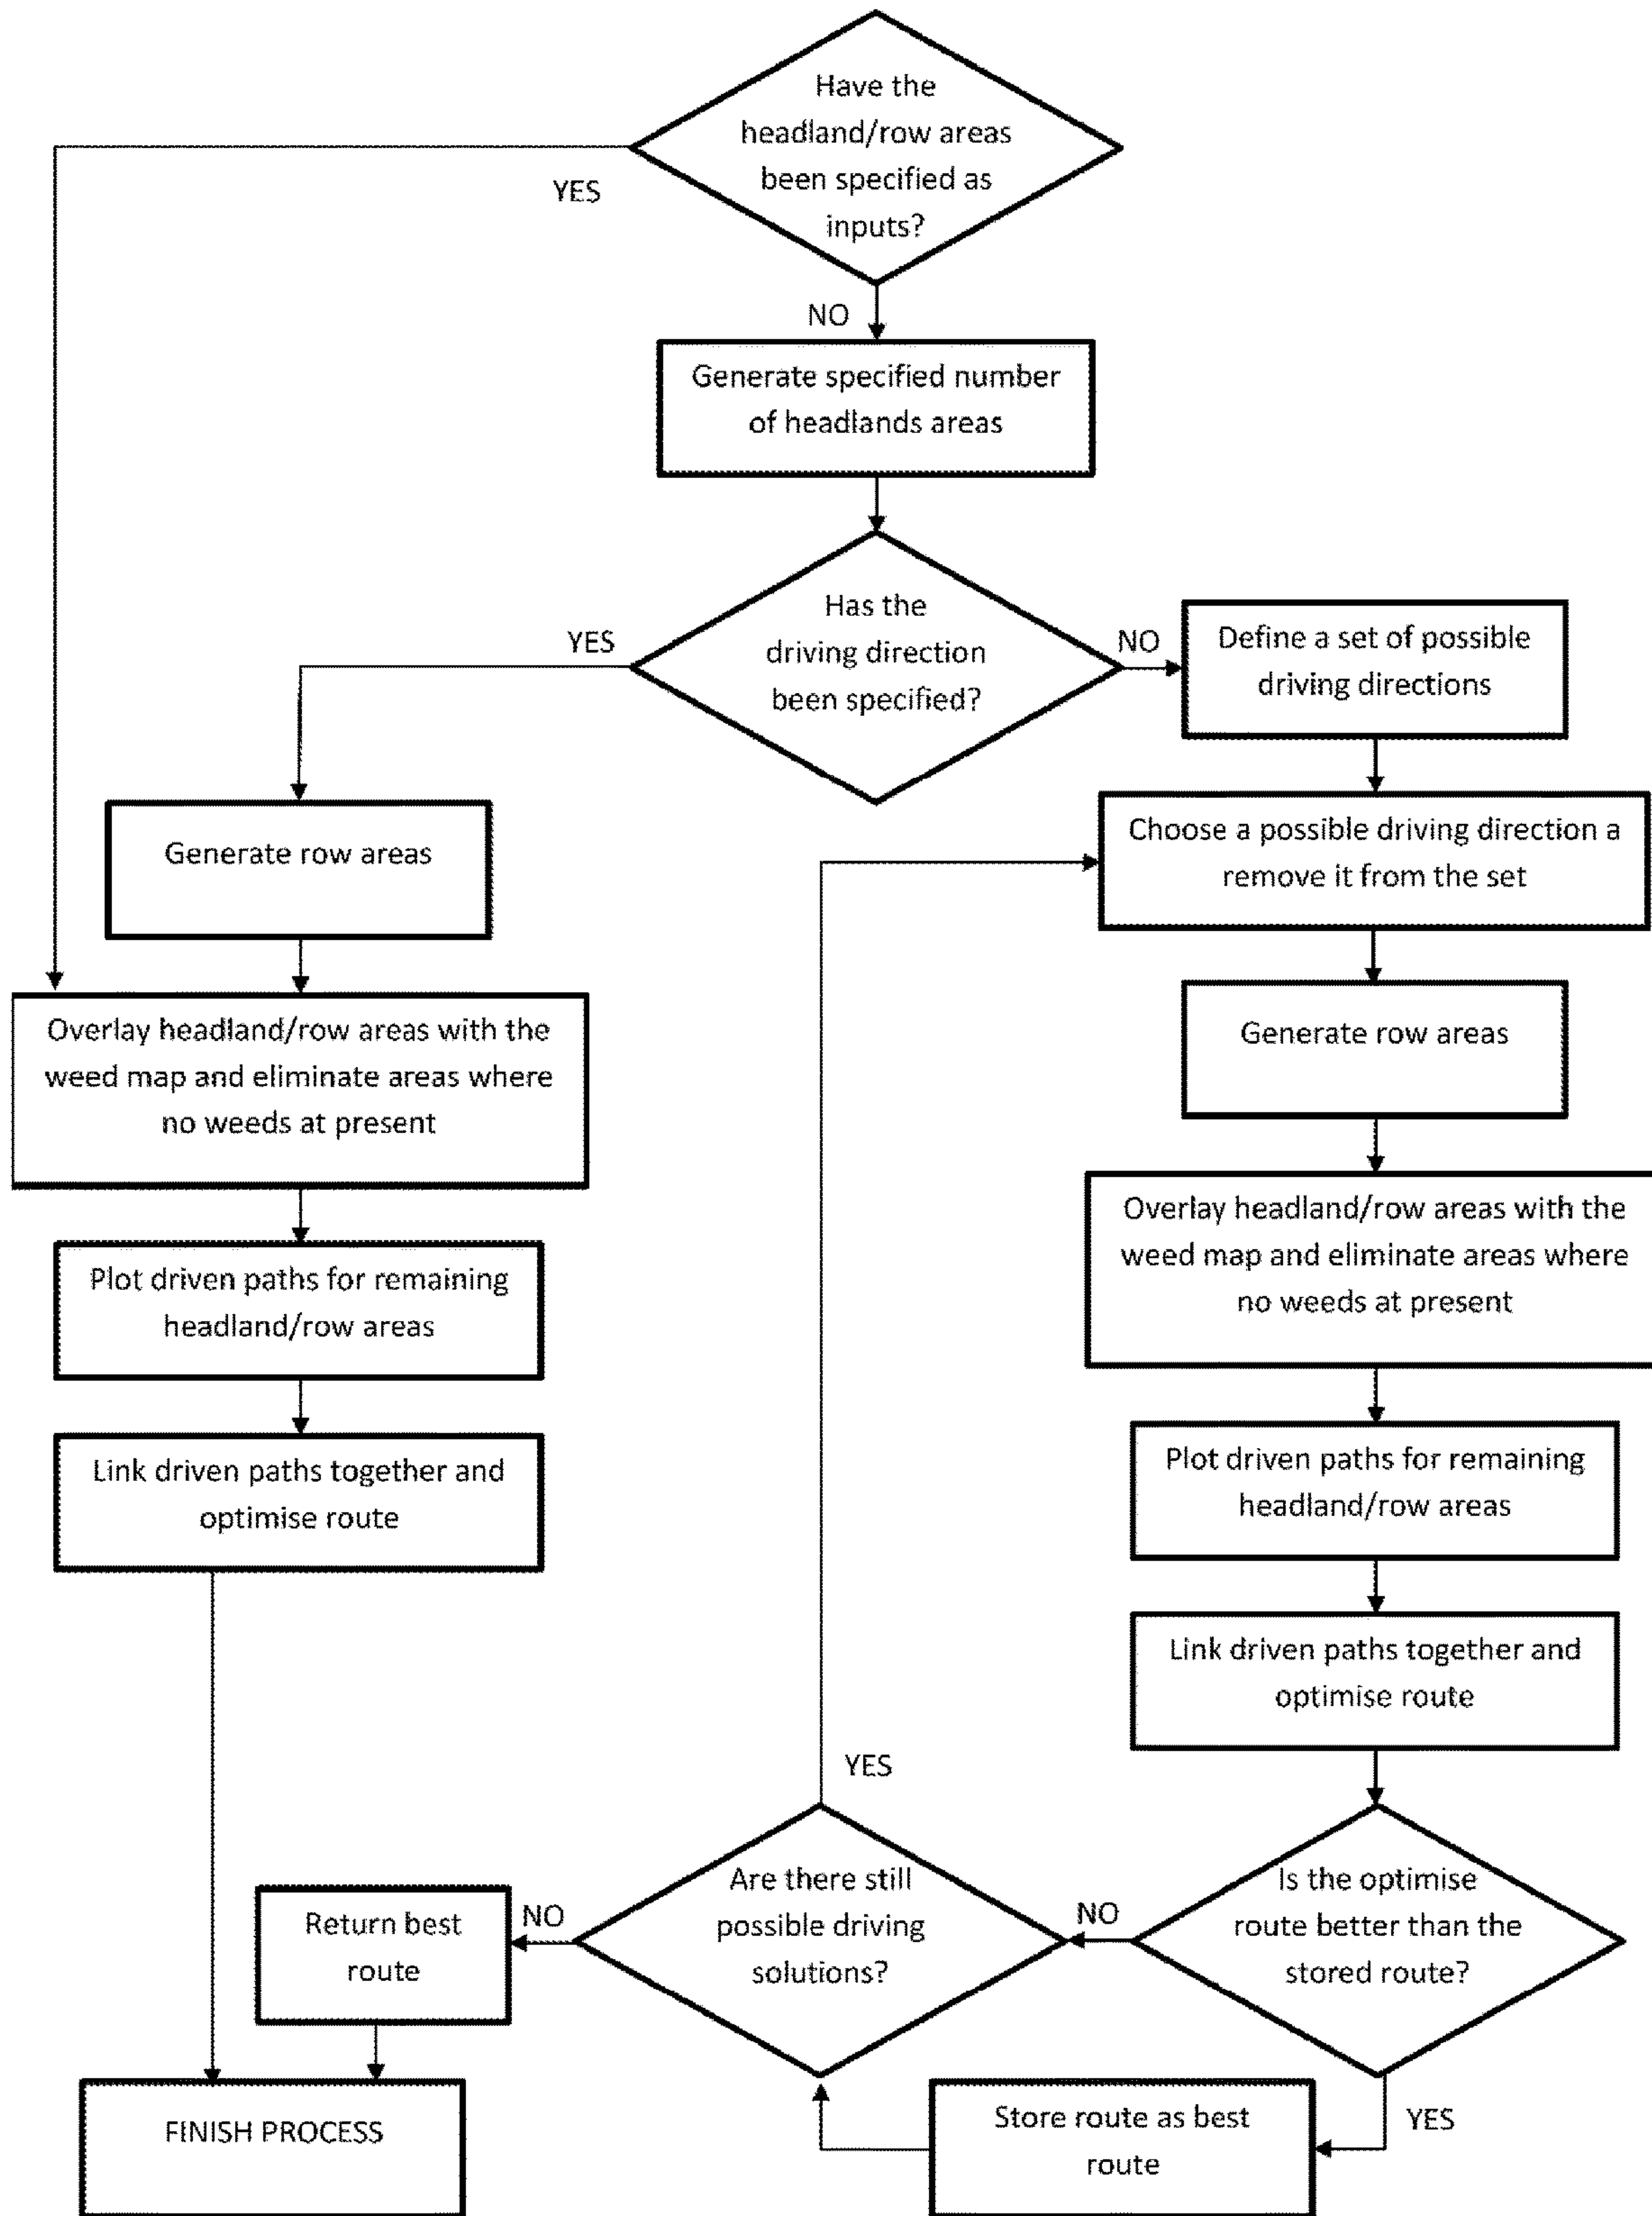 Have the
headland/row areas
been specified as
inputs?
YES
NO
Generate specified number
of headlands areas
Has the
driving direction
been specified?
YES
NO
Define a set of possible
driving directions
Generate row areas
Choose a possible driving direction a
remove it from the set
Overlay headland/row areas with the
weed map and eliminate areas where
no weeds at present
Generate row areas
Plot driven paths for remaining
headland/row areas
Overlay headland/row areas with the
weed map and eliminate areas where
no weeds at present
Link driven paths together and
optimise route
Plot driven paths for remaining
headland/row areas
Link driven paths together and
optimise route
YES
Is the optimise
route better than the
stored route?
NO
Are there still
possible driving
solutions?
NO
Return best
route
YES
Store route as best
route
FINISH PROCESS